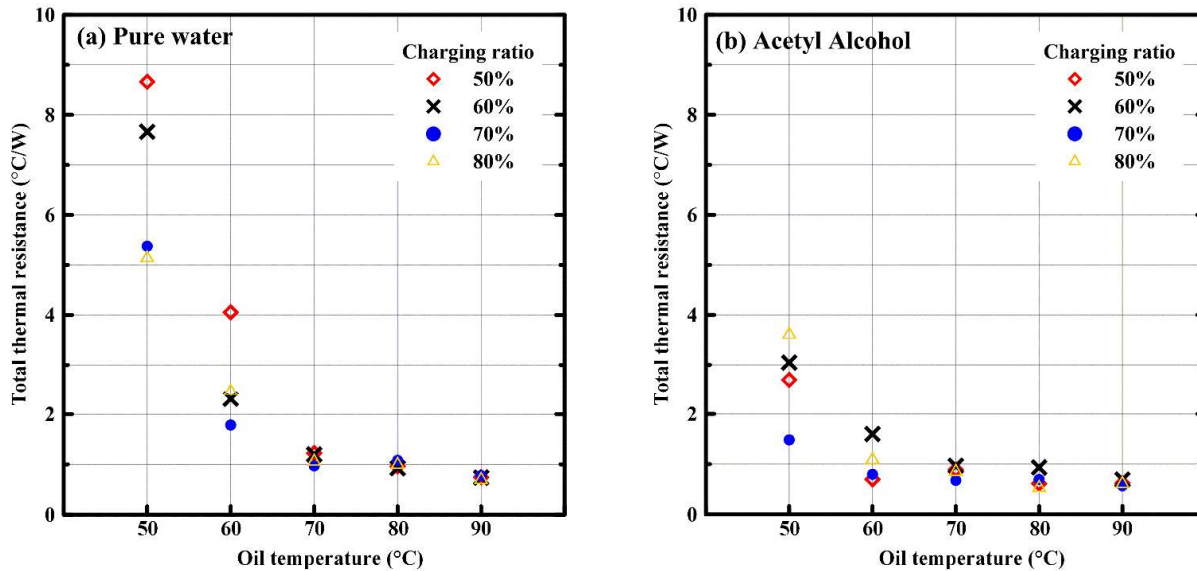 (a) Pure water
Charging ratio
50%
60%
70%
80%
Total thermal resistance (°C/W)
10
8
6
4
2
0
50 60 70 80 90
Oil temperature (°C)
(b) Acetyl Alcohol
Charging ratio
50%
60%
70%
80%
Total thermal resistance (°C/W)
10
8
6
4
2
0
50 60 70 80 90
Oil temperature (°C)